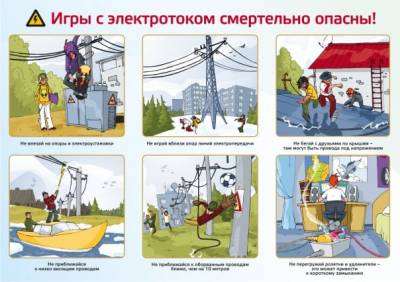 Игры с электротоком смертельно опасны!
Не влезай на опоры и электроустановки
Не играй вблизи опор линий электропередачи
Не бегай с друзьями по крышам –
там могут быть провода под напряжением
Не приближайся
к низко висящим проводам
Не приближайся к оборванным проводам
ближе, чем на 10 метров
Не перегружай розетки и удлинители –
это может привести
к короткому замыканию